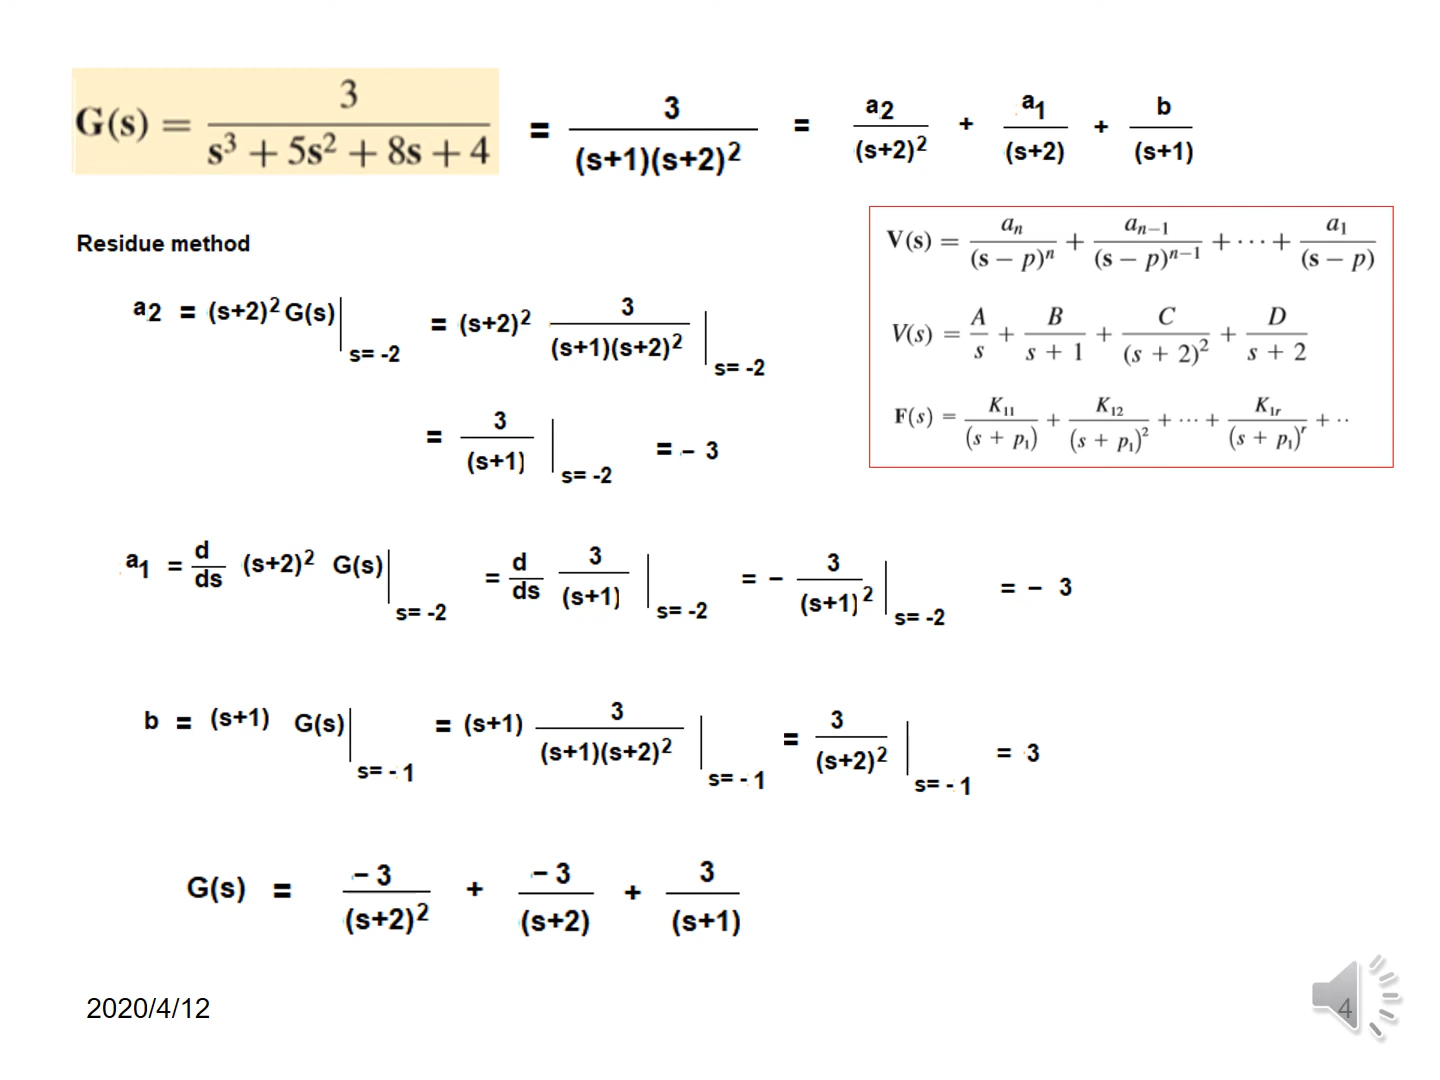 G(s) = 3 / (s³ + 5s² + 8s + 4) = 3 / ((s+1)(s+2)²) = a₂ / (s+2)² + a₁ / (s+2) + b / (s+1)
V(s) = aₙ / (s − p)ⁿ + aₙ₋₁ / (s − p)ⁿ⁻¹ + ··· + a₁ / (s − p)
V(s) = A / s + B / (s + 1) + C / (s + 2)² + D / (s + 2)
F(s) = K₁₁ / (s + p₁) + K₁₂ / (s + p₁)² + ··· + K₁ᵣ / (s + p₁)ʳ + ··
Residue method
a₂ = (s+2)² G(s) | s= -2 = (s+2)² 3 / ((s+1)(s+2)²) | s= -2
= 3 / (s+1) | s= -2 = – 3
a₁ = d/ds (s+2)² G(s) | s= -2 = d/ds 3 / (s+1) | s= -2 = – 3 / (s+1)² | s= -2 = – 3
b = (s+1) G(s) | s= - 1 = (s+1) 3 / ((s+1)(s+2)²) | s= - 1 = 3 / (s+2)² | s= - 1 = 3
G(s) = – 3 / (s+2)² + – 3 / (s+2) + 3 / (s+1)
2020/4/12
4